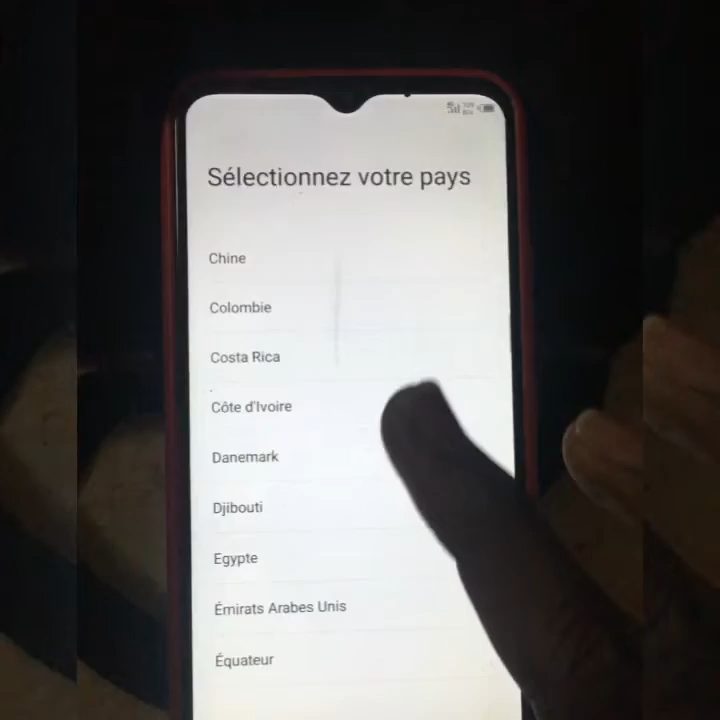 Sélectionnez votre pays
Chine
Colombie
Costa Rica
Côte d'Ivoire
Danemark
Djibouti
Egypte
Émirats Arabes Unis
Équateur